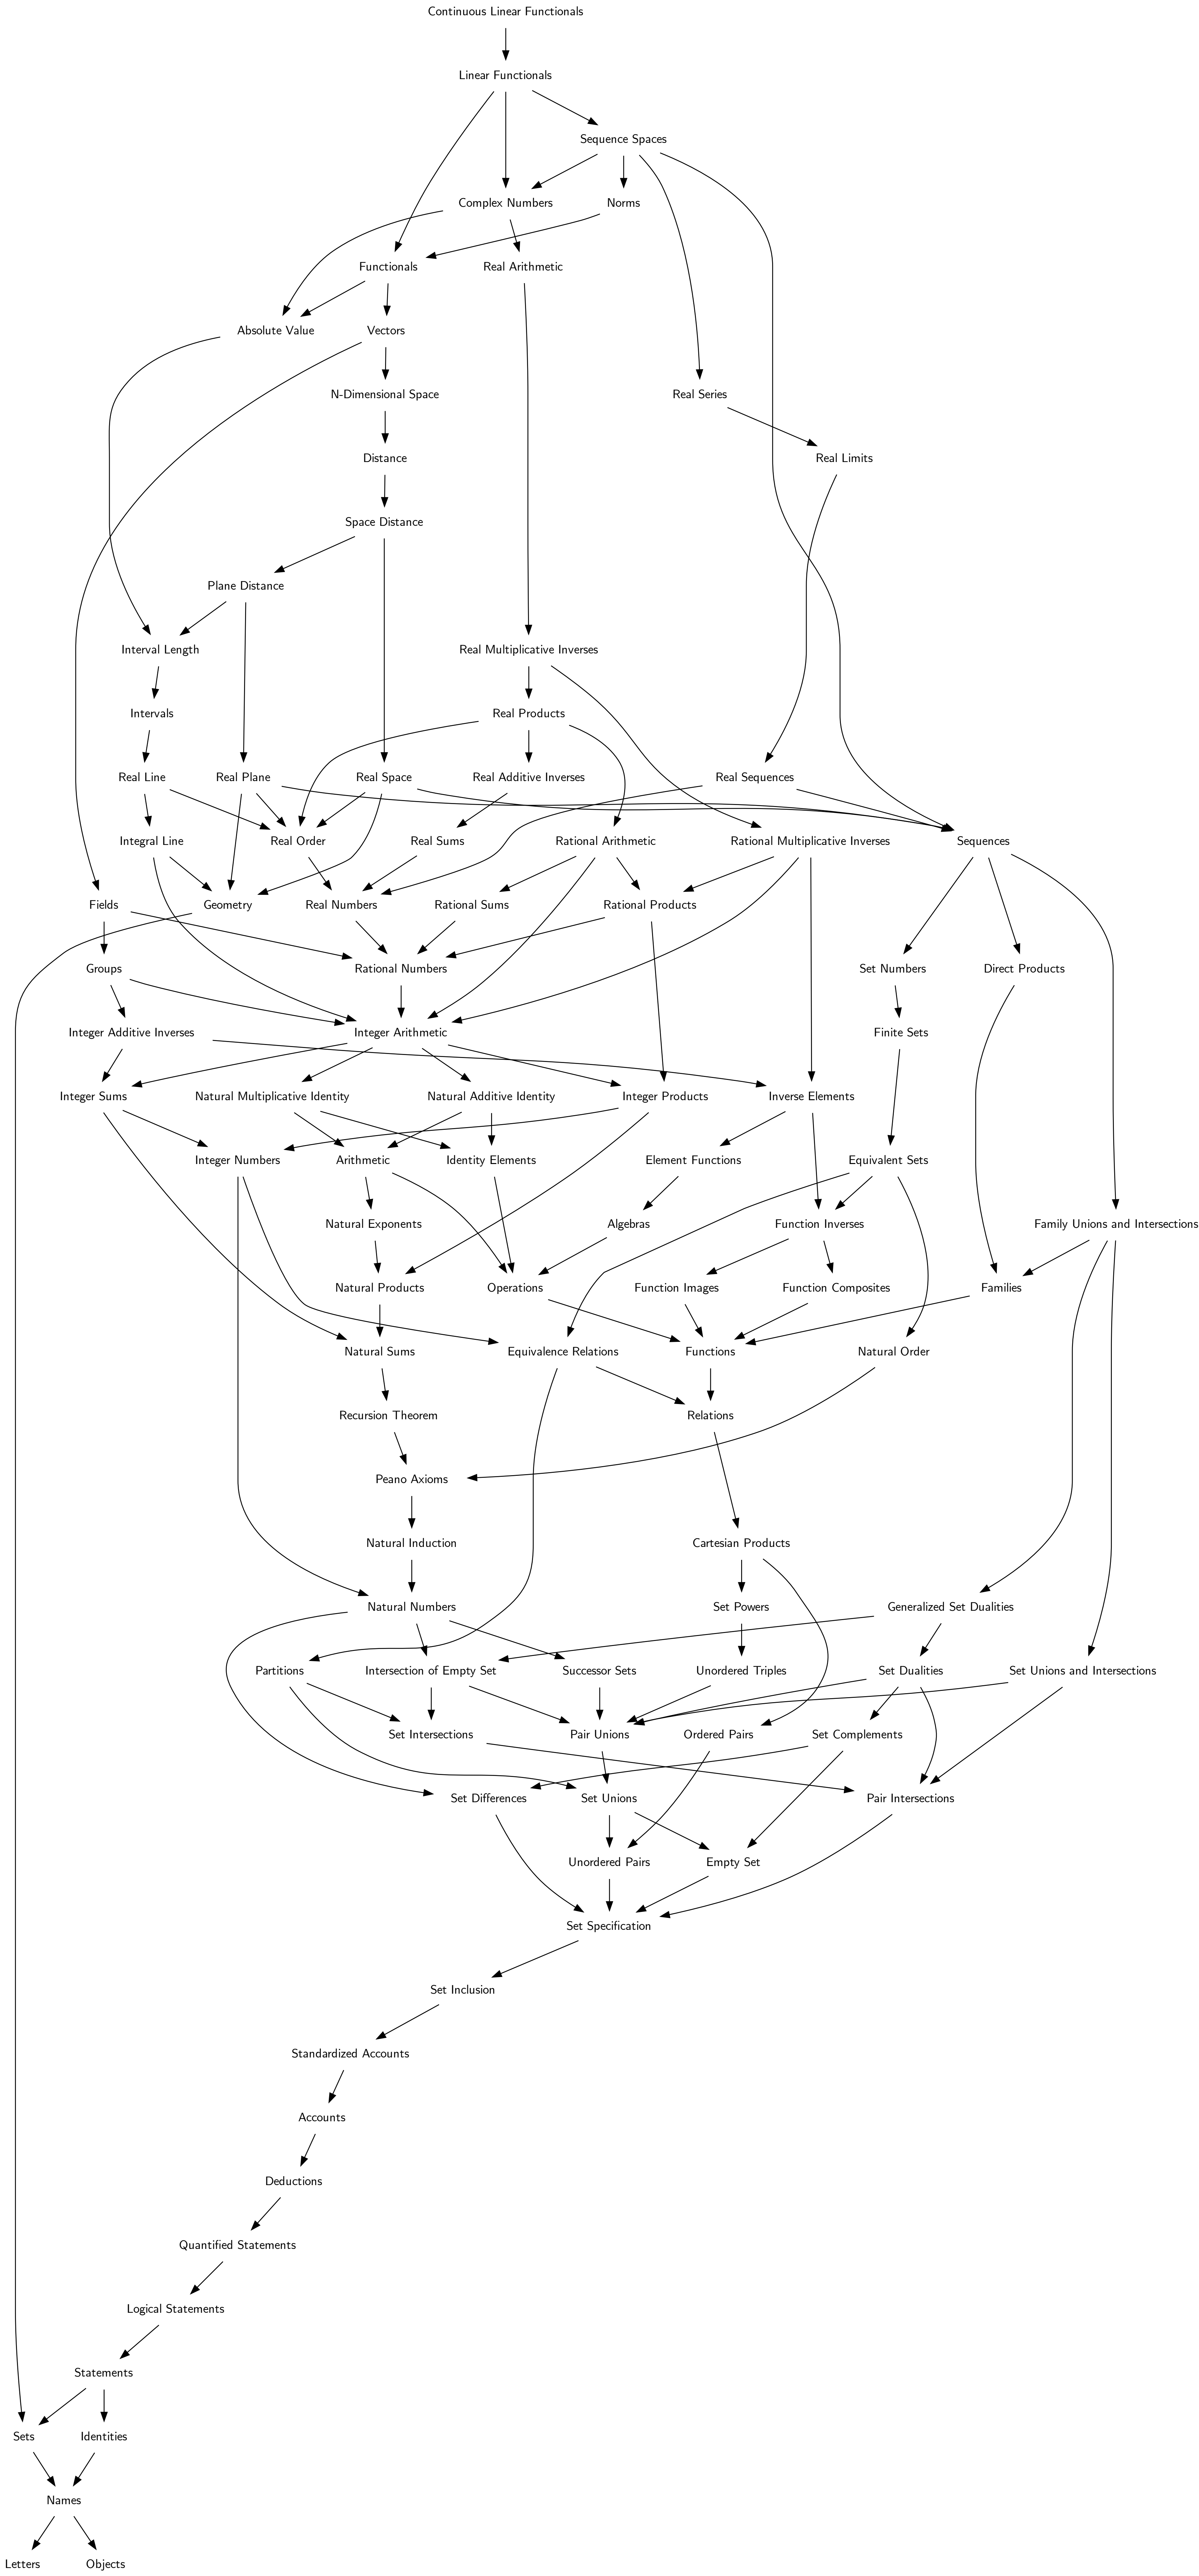 Continuous Linear Functionals
Linear Functionals
Sequence Spaces
Complex Numbers
Norms
Functionals
Real Arithmetic
Absolute Value
Vectors
N-Dimensional Space
Real Series
Distance
Real Limits
Space Distance
Plane Distance
Interval Length
Real Multiplicative Inverses
Intervals
Real Products
Real Line
Real Plane
Real Space
Real Additive Inverses
Real Sequences
Integral Line
Real Order
Real Sums
Rational Arithmetic
Rational Multiplicative Inverses
Sequences
Fields
Geometry
Real Numbers
Rational Sums
Rational Products
Groups
Rational Numbers
Set Numbers
Direct Products
Integer Additive Inverses
Integer Arithmetic
Finite Sets
Integer Sums
Natural Multiplicative Identity
Natural Additive Identity
Integer Products
Inverse Elements
Integer Numbers
Arithmetic
Identity Elements
Element Functions
Equivalent Sets
Natural Exponents
Algebras
Function Inverses
Family Unions and Intersections
Natural Products
Operations
Function Images
Function Composites
Families
Natural Sums
Equivalence Relations
Functions
Natural Order
Recursion Theorem
Relations
Peano Axioms
Natural Induction
Cartesian Products
Natural Numbers
Set Powers
Generalized Set Dualities
Partitions
Intersection of Empty Set
Successor Sets
Unordered Triples
Set Dualities
Set Unions and Intersections
Set Intersections
Pair Unions
Ordered Pairs
Set Complements
Set Differences
Set Unions
Pair Intersections
Unordered Pairs
Empty Set
Set Specification
Set Inclusion
Standardized Accounts
Accounts
Deductions
Quantified Statements
Logical Statements
Statements
Sets
Identities
Names
Letters
Objects